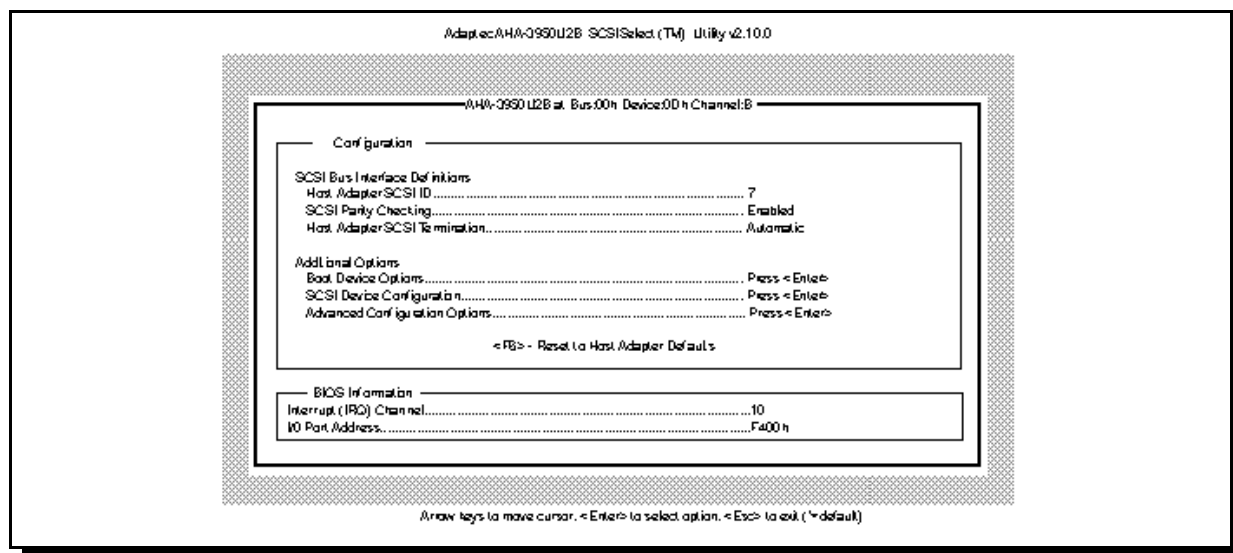 Adaptec AHA-3950U2B SCSISelect (TM) Utility v2.10.0
AHA-3950U2B at Bus:00h Device:0Dh Channel:B
Configuration
SCSI Bus Interface Definitions
Host Adapter SCSI ID 7
SCSI Parity Checking Enabled
Host Adapter SCSI Termination Automatic
Additional Options
Boot Device Options Press <Enter>
SCSI Device Configuration Press <Enter>
Advanced Configuration Options Press <Enter>
<F6> - Reset to Host Adapter Defaults
BIOS Information
Interrupt (IRQ) Channel 10
I/O Port Address F400h
Arrow keys to move cursor. <Enter> to select option. <Esc> to exit (*=default)